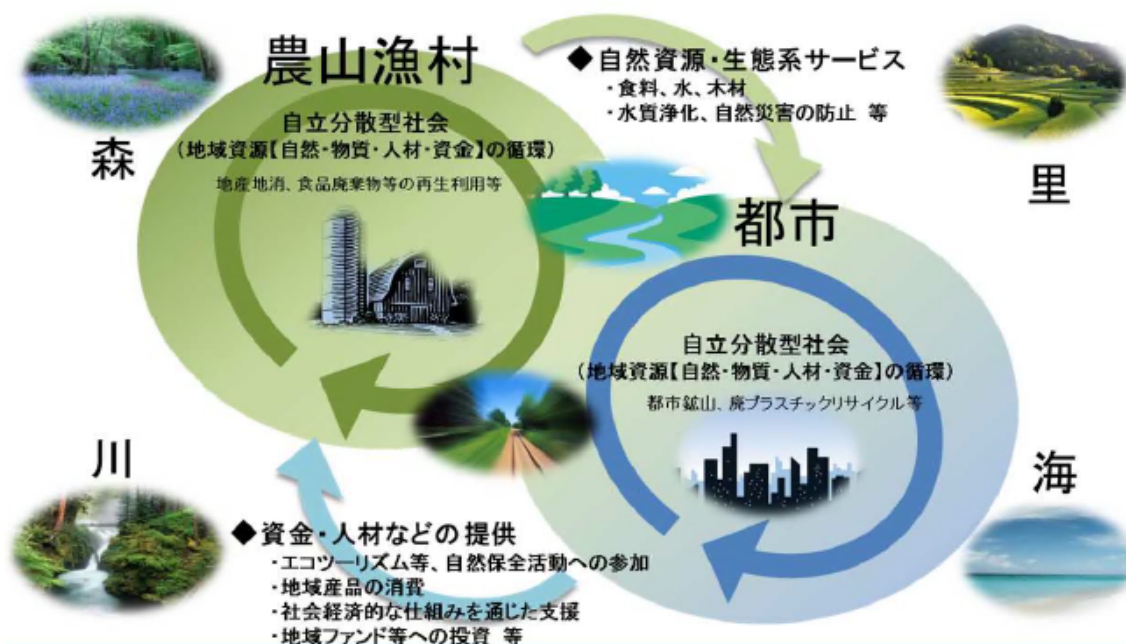 農山漁村
◆自然資源・生態系サービス
・食料、水、木材
・水質浄化、自然災害の防止 等
森
自立分散型社会
(地域資源【自然・物質・人材・資金】の循環)
地産地消、食品廃棄物等の再生利用等
里
都市
自立分散型社会
(地域資源【自然・物質・人材・資金】の循環)
都市鉱山、廃プラスチックリサイクル等
川
海
◆資金・人材などの提供
・エコツーリズム等、自然保全活動への参加
・地域産品の消費
・社会経済的な仕組みを通じた支援
・地域ファンド等への投資 等